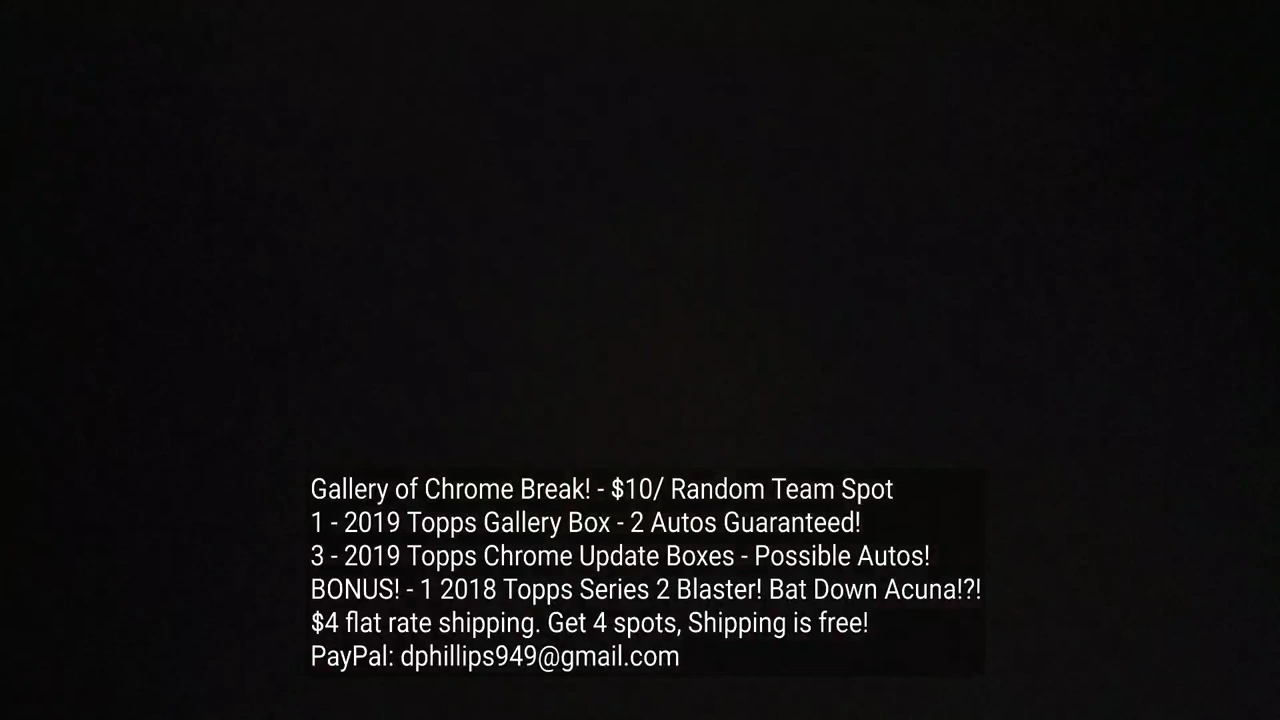 Gallery of Chrome Break! - $10/ Random Team Spot
1 - 2019 Topps Gallery Box - 2 Autos Guaranteed!
3 - 2019 Topps Chrome Update Boxes - Possible Autos!
BONUS! - 1 2018 Topps Series 2 Blaster! Bat Down Acuna!?!
$4 flat rate shipping. Get 4 spots, Shipping is free!
PayPal: dphillips949@gmail.com